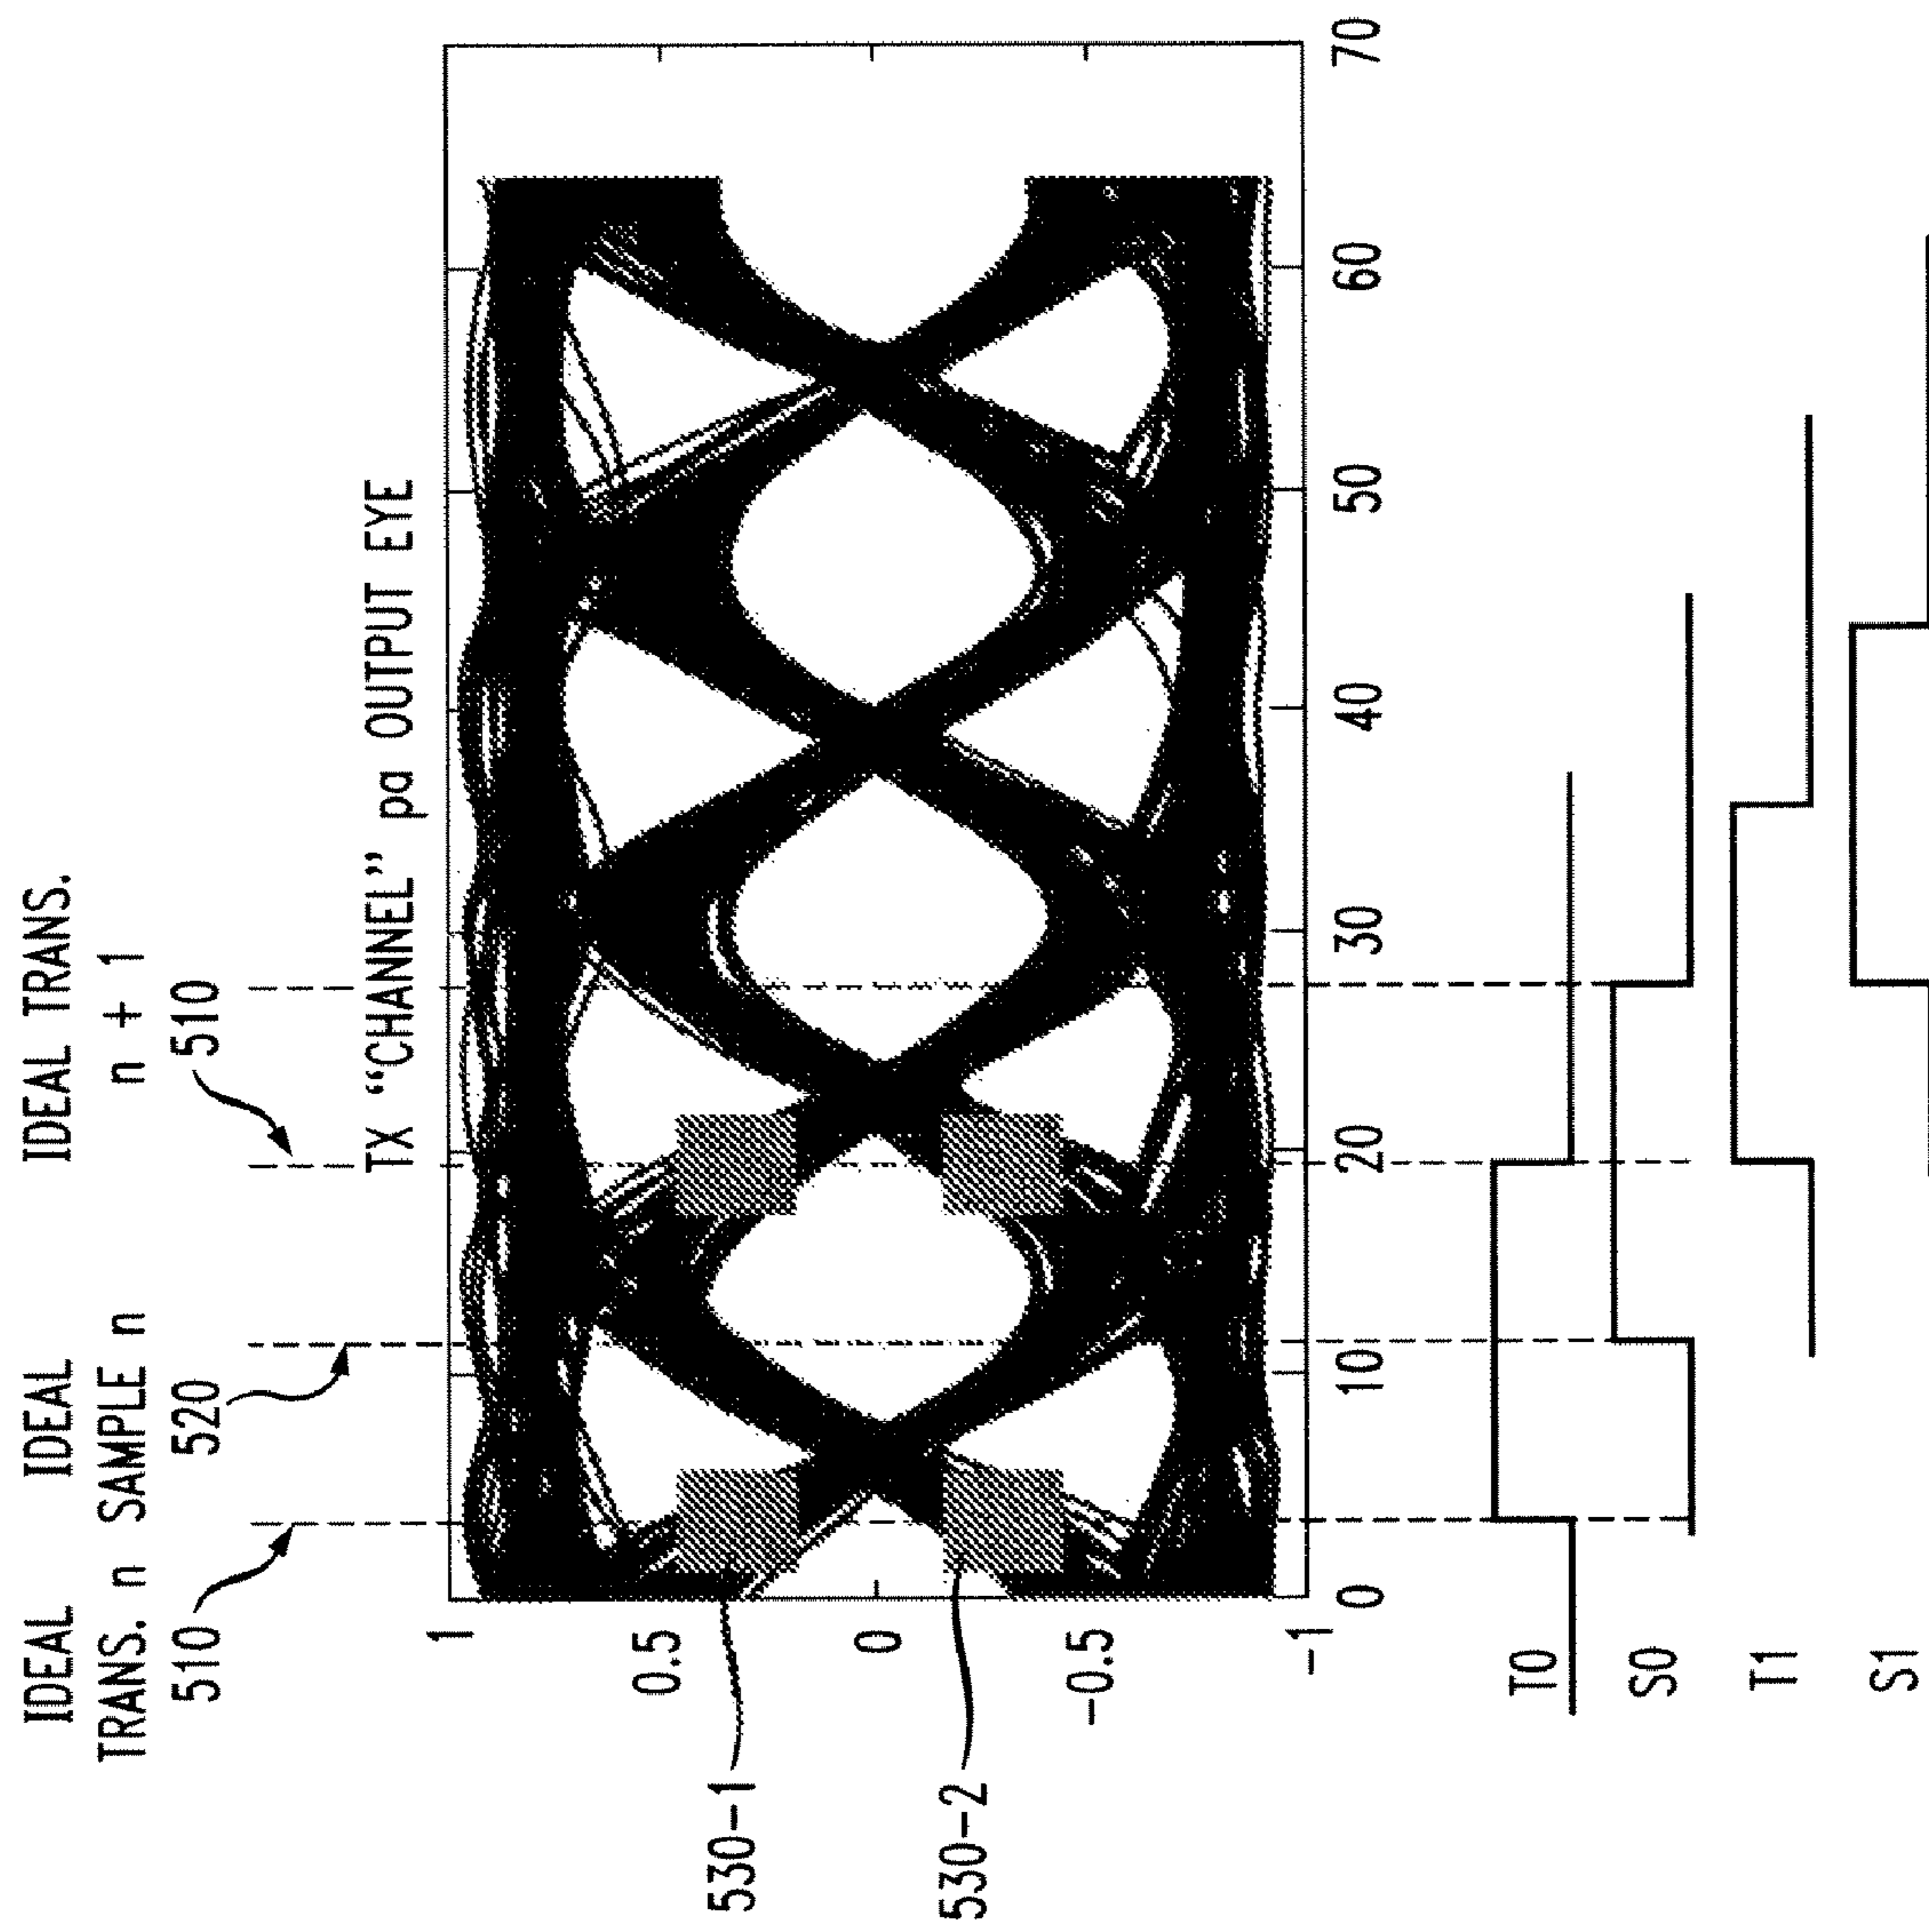 IDEAL IDEAL IDEAL TRANS.
TRANS. n SAMPLE n n + 1
510 520 510
TX “CHANNEL” pa OUTPUT EYE
1
0.5
0
-0.5
-1
530-1
530-2
0 10 20 30 40 50 60 70
T0
S0
T1
S1